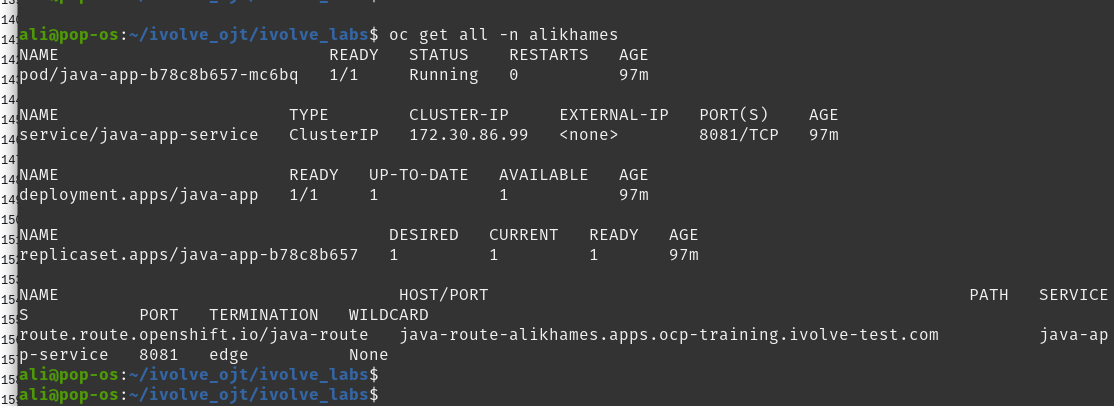 ali@pop-os:~/ivolve_ojt/ivolve_labs$ oc get all -n alikhames
NAME                           READY   STATUS    RESTARTS   AGE
pod/java-app-b78c8b657-mc6bq   1/1     Running   0          97m
NAME                       TYPE        CLUSTER-IP     EXTERNAL-IP   PORT(S)    AGE
service/java-app-service   ClusterIP   172.30.86.99   <none>        8081/TCP   97m
NAME                       READY   UP-TO-DATE   AVAILABLE   AGE
deployment.apps/java-app   1/1     1            1           97m
NAME                                 DESIRED   CURRENT   READY   AGE
replicaset.apps/java-app-b78c8b657   1         1         1       97m
NAME                                  HOST/PORT                                                PATH   SERVICE
S           PORT   TERMINATION   WILDCARD
route.route.openshift.io/java-route   java-route-alikhames.apps.ocp-training.ivolve-test.com          java-ap
p-service   8081   edge          None
ali@pop-os:~/ivolve_ojt/ivolve_labs$
ali@pop-os:~/ivolve_ojt/ivolve_labs$